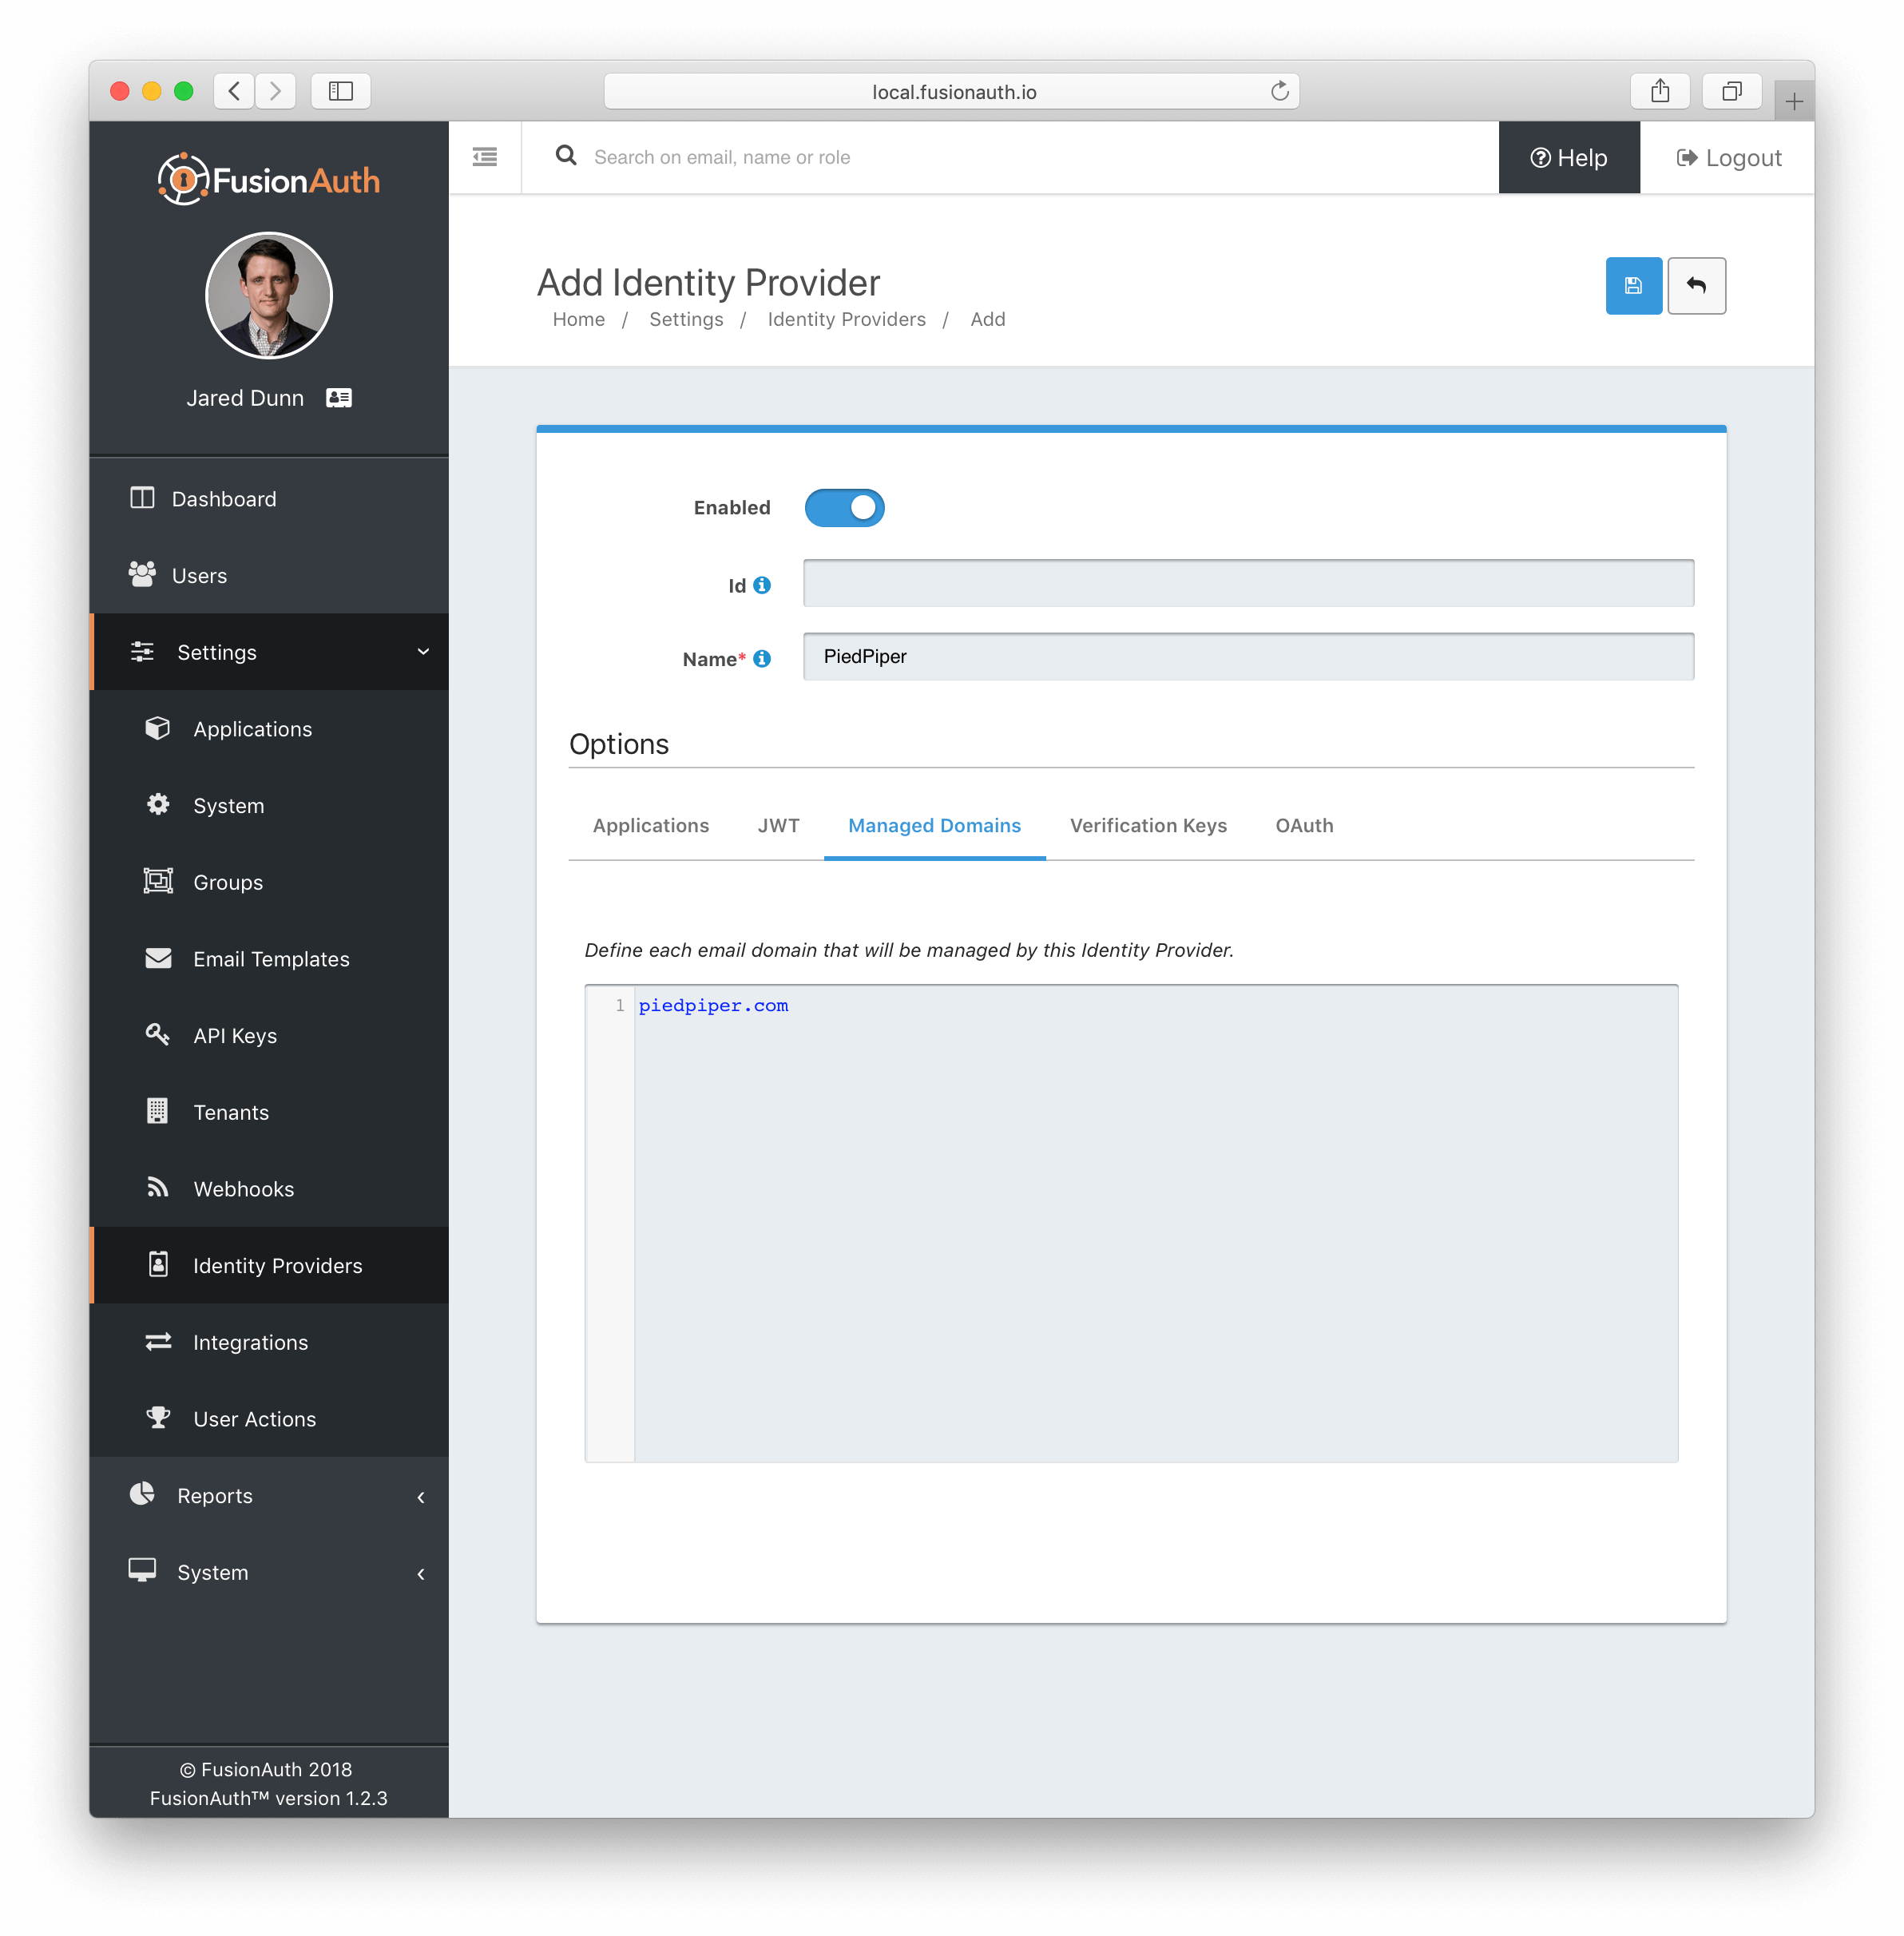 local.fusionauth.io
FusionAuth
Jared Dunn
Dashboard
Users
Settings
Applications
System
Groups
Email Templates
API Keys
Tenants
Webhooks
Identity Providers
Integrations
User Actions
Reports
System
© FusionAuth 2018
FusionAuth™ version 1.2.3
Search on email, name or role
Help
Logout
Add Identity Provider
Home / Settings / Identity Providers / Add
Enabled
Id
Name* PiedPiper
Options
Applications JWT Managed Domains Verification Keys OAuth
Define each email domain that will be managed by this Identity Provider.
1 piedpiper.com